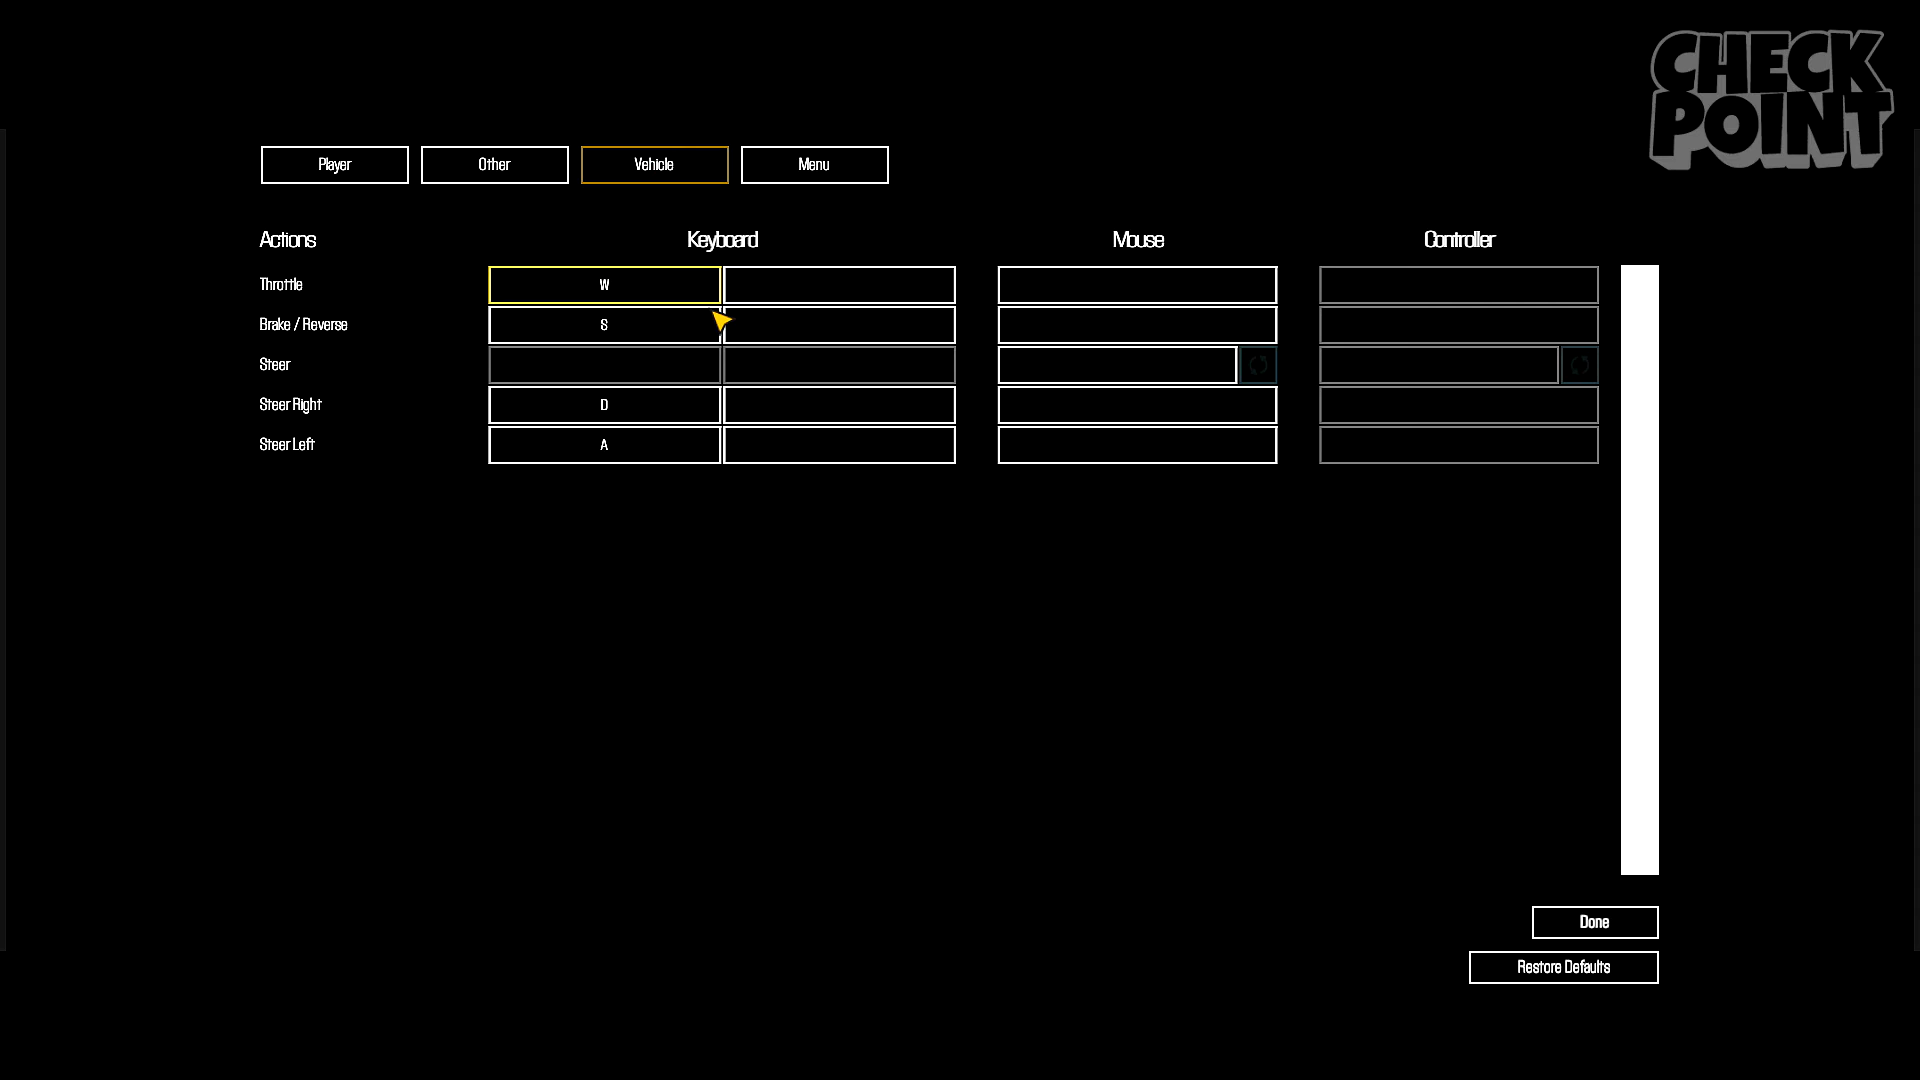 CHECK
POINT
Player Other Vehicle Menu
Actions Keyboard Mouse Controller
Throttle W
Brake / Reverse S
Steer
Steer Right D
Steer Left A
Done
Restore Defaults